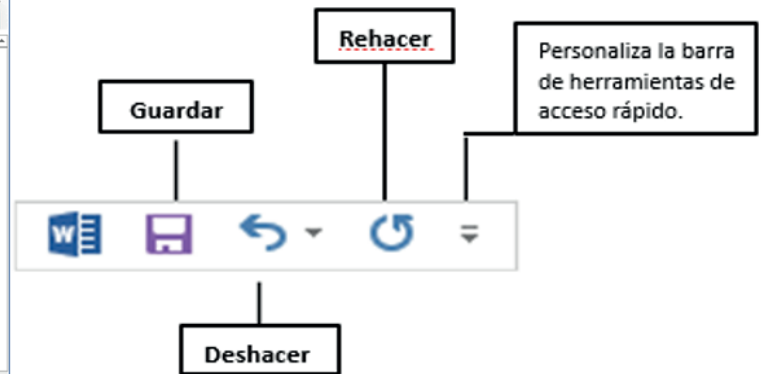 Rehacer
Personaliza la barra
de herramientas de
acceso rápido.
Guardar
W
Deshacer